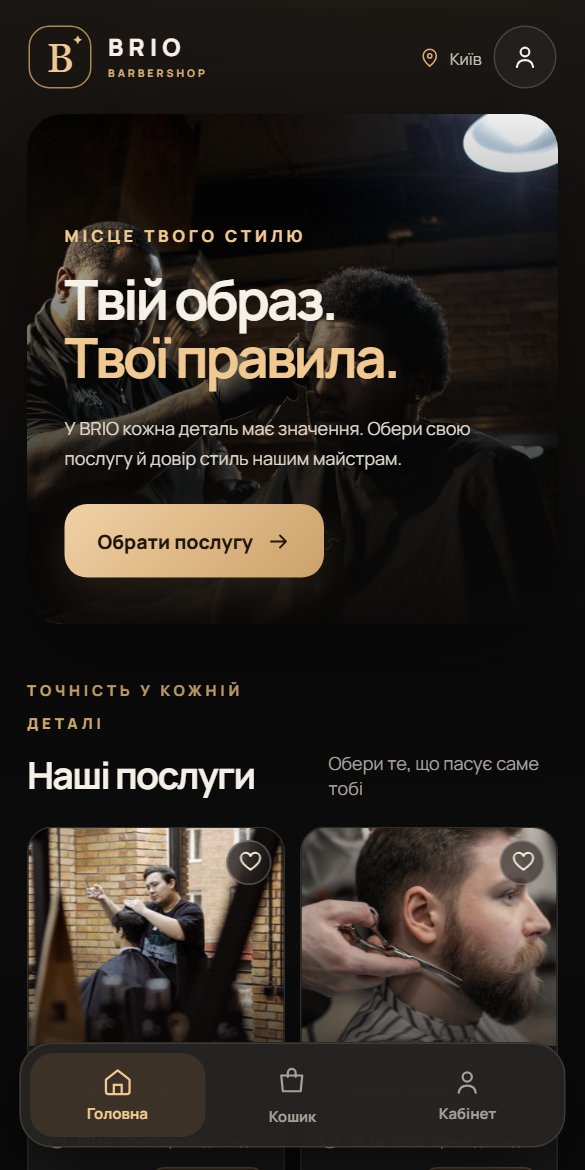 B
BRIO
BARBERSHOP
Київ
МІСЦЕ ТВОГО СТИЛЮ
Твій образ.
Твої правила.
У BRIO кожна деталь має значення. Обери свою
послугу й довір стиль нашим майстрам.
Обрати послугу →
ТОЧНІСТЬ У КОЖНІЙ
ДЕТАЛІ
Наші послуги
Обери те, що пасує саме
тобі
Головна
Кошик
Кабінет